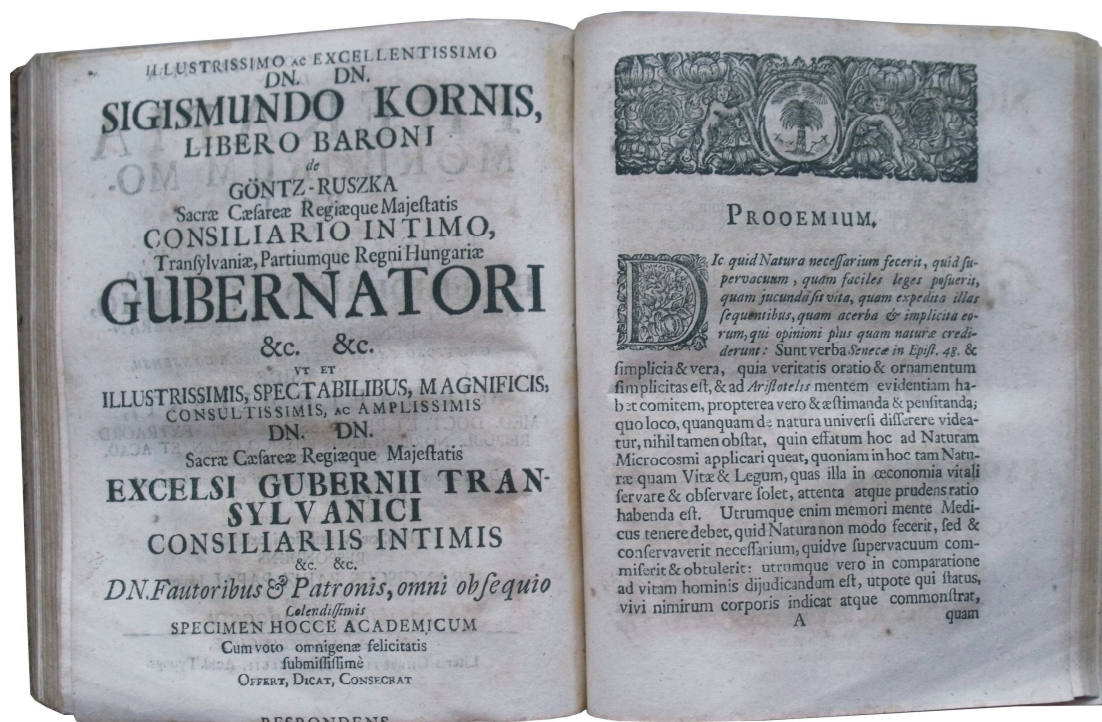 ILLUSTRISSIMO AC EXCELLENTISSIMO
DN. DN.
SIGISMUNDO KORNIS,
LIBERO BARONI
de
GÖNTZ-RUSZKA
Sacræ Cæſareæ Regiæque Majeſtatis
CONSILIARIO INTIMO,
Tranſylvaniæ, Partiumque Regni Hungariæ
GUBERNATORI
&c. &c.
VT ET
ILLUSTRISSIMIS, SPECTABILIBUS, MAGNIFICIS,
CONSULTISSIMIS, AC AMPLISSIMIS
DN. DN.
Sacræ Cæſareæ Regiæque Majeſtatis
EXCELSI GUBERNII TRAN-
SYLVANICI
CONSILIARIIS INTIMIS
&c. &c.
DN. Fautoribus & Patronis, omni obſequio
Colendiſſimis
SPECIMEN HOCCE ACADEMICUM
Cum voto omnigenæ felicitatis
ſubmiſſiſſimè
OFFERT, DICAT, CONSECRAT
RESPONDENS
PROOEMIUM.
DIc quid Natura neceſſarium fecerit, quid ſu-
pervacuum, quam faciles leges poſuerit,
quam jucundâ ſit vita, quam expedita illas
ſequentibus, quam acerba & implicita eo-
rum, qui opinioni plus quam naturæ credi-
derunt: Sunt verba Senecæ in Epiſt. 48. &
ſimplicia & vera, quia veritatis oratio & ornamentum
ſimplicitas eſt, & ad Ariſtotelis mentem evidentiam ha-
bet comitem, propterea vero & æſtimanda & penſitanda;
quo loco, quanquam de natura univerſi diſſerere videa-
tur, nihil tamen obſtat, quin effatum hoc ad Naturam
Microcosmi applicari queat, quoniam in hoc tam Natu-
ræ quam Vitæ & Legum, quas illa in œconomia vitali
ſervare & obſervare ſolet, attenta atque prudens ratio
habenda eſt. Utrumque enim memori mente Medi-
cus tenere debet, quid Natura non modo fecerit, ſed &
conſervaverit neceſſarium, quidve ſupervacuum com-
miſerit & obtulerit: utrumque vero in comparatione
ad vitam hominis dijudicandum eſt, utpote qui ſtatus,
vivi nimirum corporis indicat atque commonſtrat,
A
quam